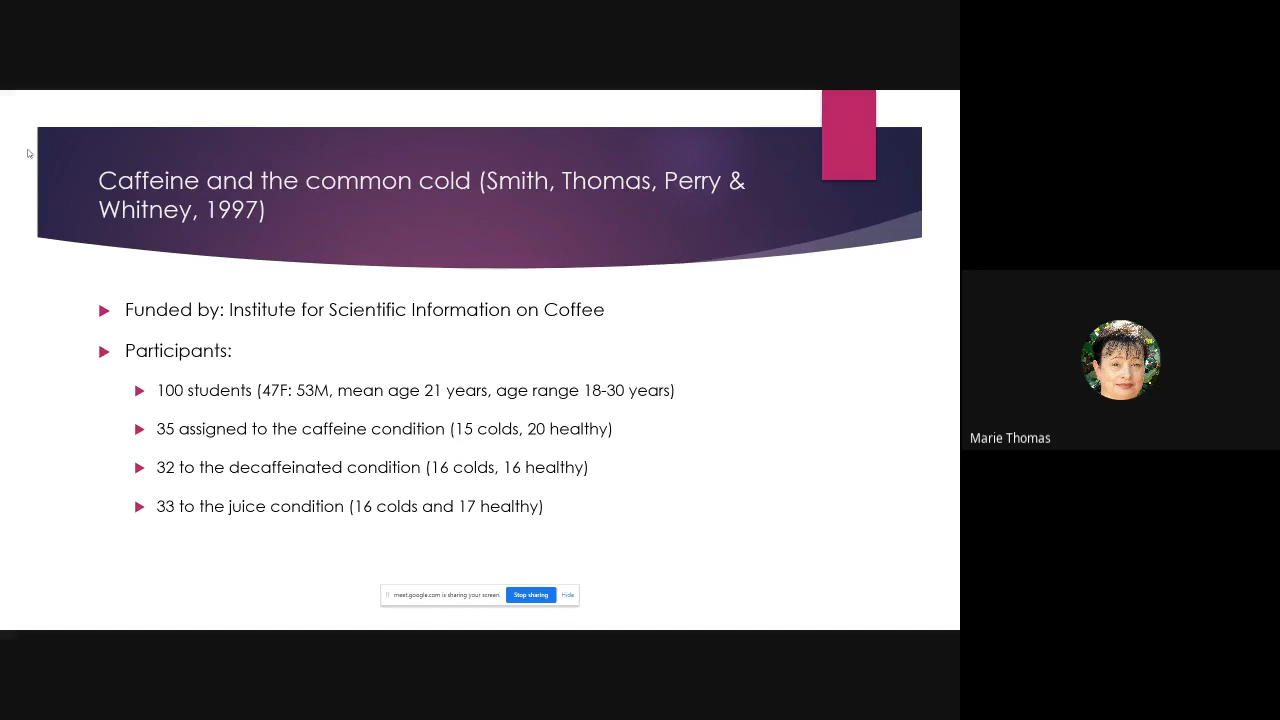 Caffeine and the common cold (Smith, Thomas, Perry &
Whitney, 1997)
Funded by: Institute for Scientific Information on Coffee
Participants:
100 students (47F: 53M, mean age 21 years, age range 18-30 years)
35 assigned to the caffeine condition (15 colds, 20 healthy)
32 to the decaffeinated condition (16 colds, 16 healthy)
33 to the juice condition (16 colds and 17 healthy)
meet.google.com is sharing your screen. Stop sharing Hide
Marie Thomas